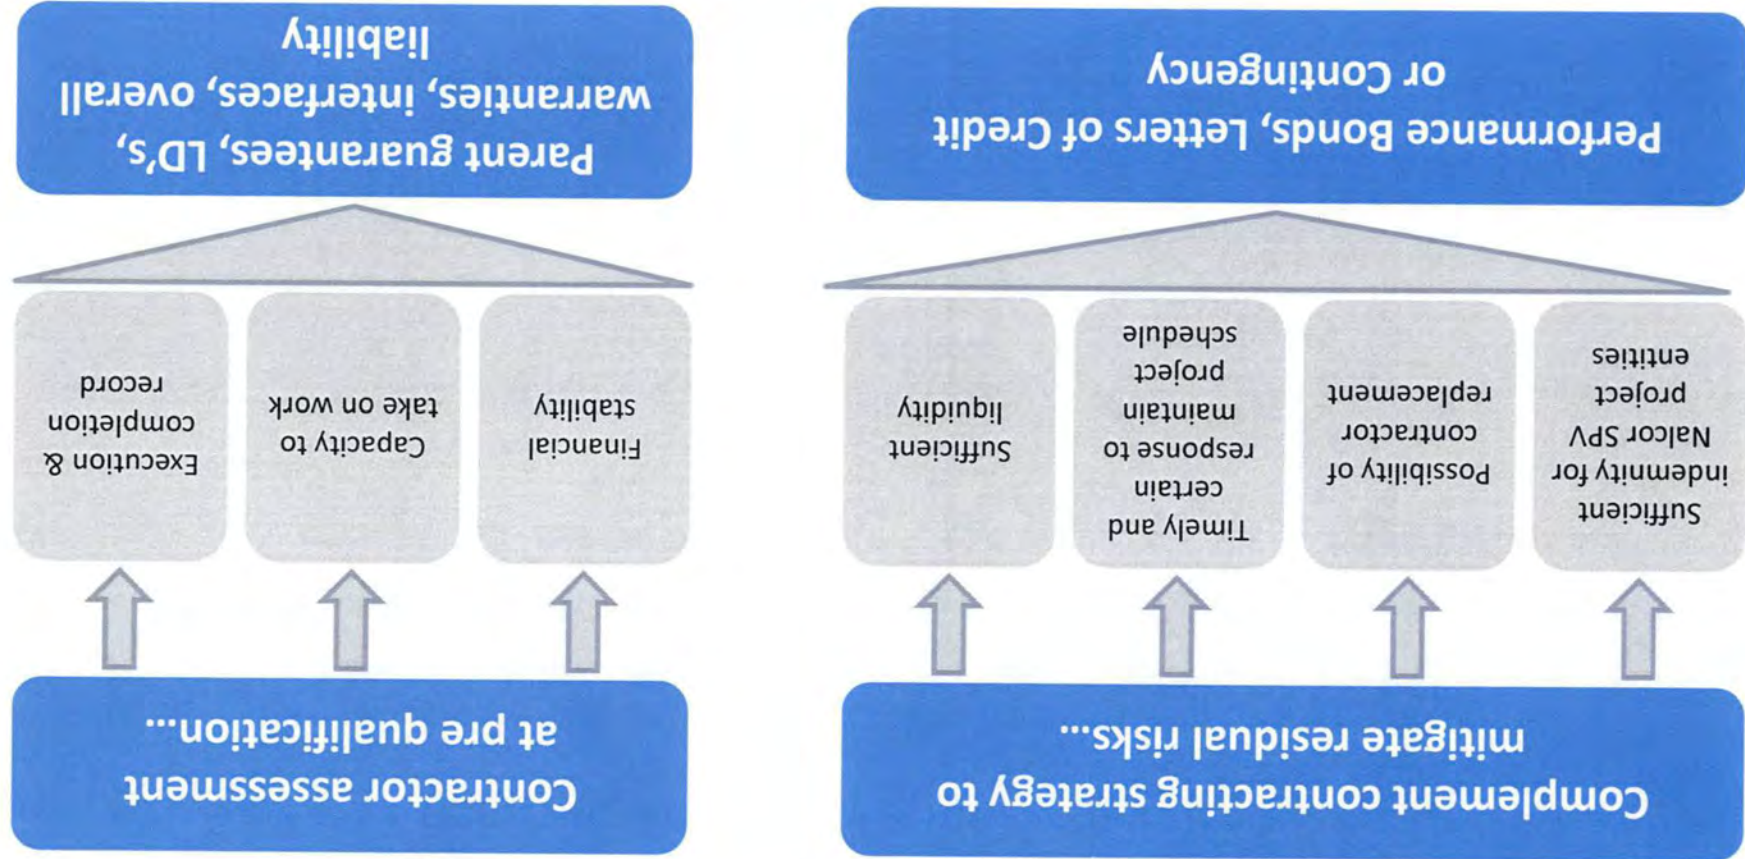 Complement contracting strategy to
mitigate residual risks...
Sufficient
indemnity for
Nalcor SPV
project
entities
Possibility of
contractor
replacement
Timely and
certain
response to
maintain
project
schedule
Sufficient
liquidity
Performance Bonds, Letters of Credit
or Contingency
Contractor assessment
at pre qualification...
Financial
stability
Capacity to
take on work
Execution &
completion
record
Parent guarantees, LD's,
warranties, interfaces, overall
liability